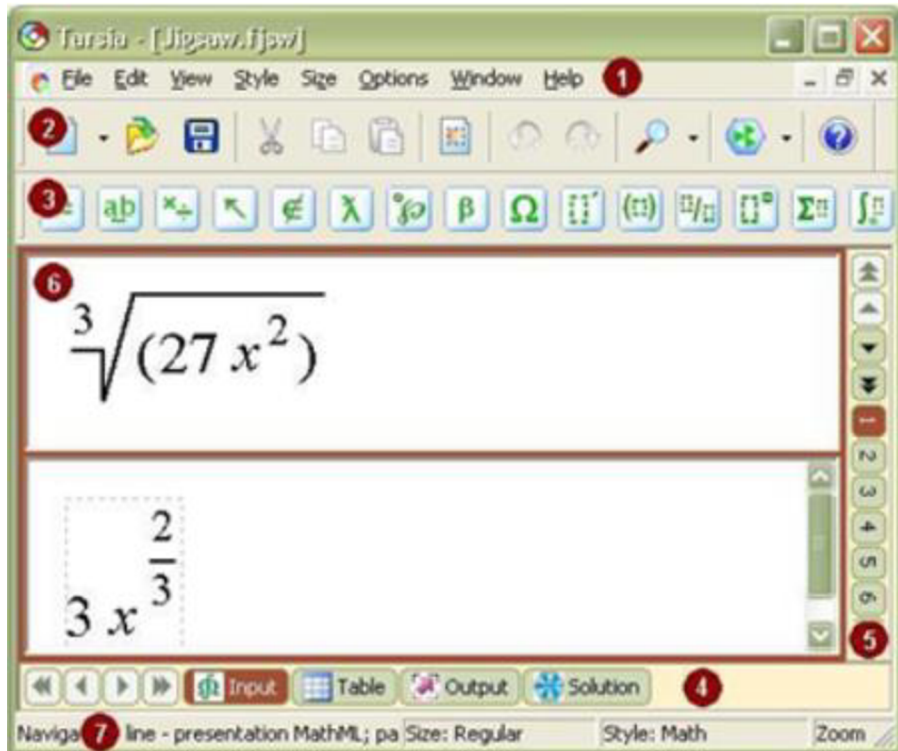 Tarsia - [Jigsaw.fjsw]
File Edit View Style Size Options Window Help 1
2
3 ab ×÷ ∉ λ ℘ β Ω Σ ∫
6
∛(27 x²)
3 x^(2/3)
1
2
3
4
5
6
5
Input Table Output Solution 4
Naviga 7 line - presentation MathML; pa Size: Regular Style: Math Zoom